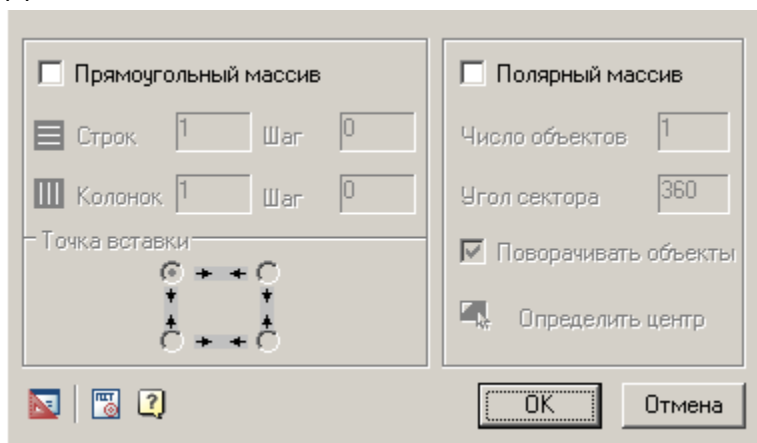 Прямоугольный массив
Строк 1 Шаг 0
Колонок 1 Шаг 0
Точка вставки
Полярный массив
Число объектов 1
Угол сектора 360
Поворачивать объекты
Определить центр
?
OK Отмена